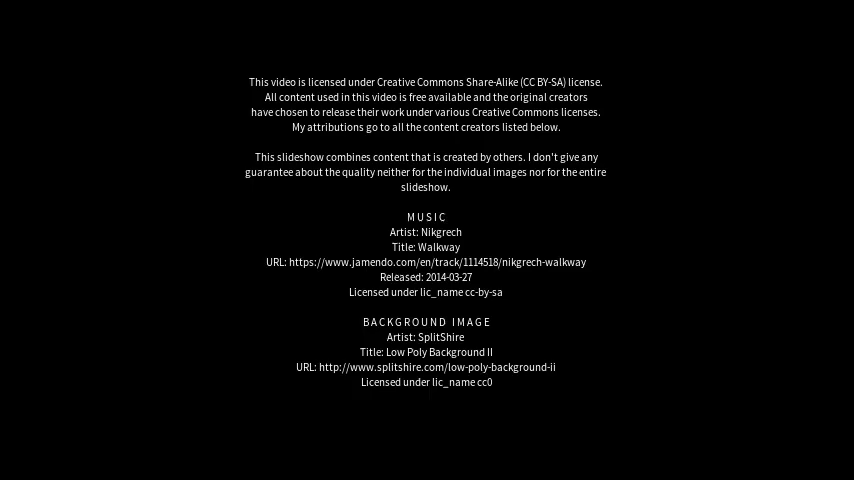 This video is licensed under Creative Commons Share-Alike (CC BY-SA) license.
All content used in this video is free available and the original creators
have chosen to release their work under various Creative Commons licenses.
My attributions go to all the content creators listed below.
This slideshow combines content that is created by others. I don't give any
guarantee about the quality neither for the individual images nor for the entire
slideshow.
MUSIC
Artist: Nikgrech
Title: Walkway
URL: https://www.jamendo.com/en/track/1114518/nikgrech-walkway
Released: 2014-03-27
Licensed under lic_name cc-by-sa
BACKGROUND IMAGE
Artist: SplitShire
Title: Low Poly Background II
URL: http://www.splitshire.com/low-poly-background-ii
Licensed under lic_name cc0